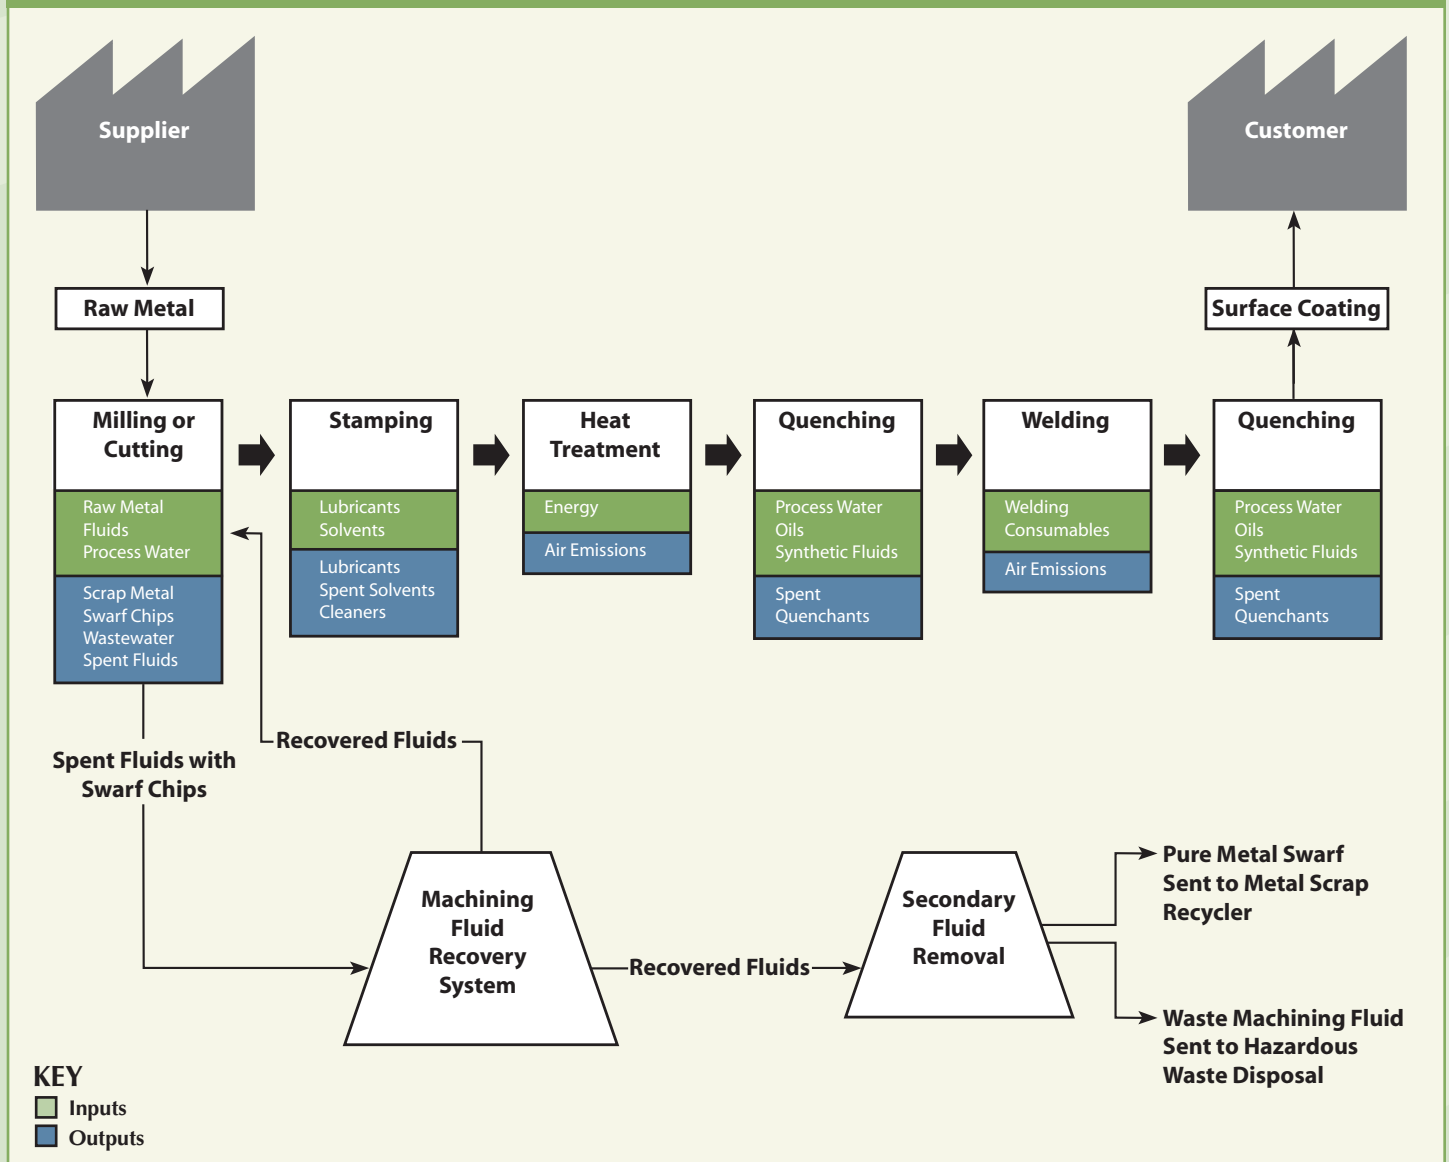 Supplier
Customer
Raw Metal
Surface Coating
Milling or
Cutting
Raw Metal
Fluids
Process Water
Scrap Metal
Swarf Chips
Wastewater
Spent Fluids
Stamping
Lubricants
Solvents
Lubricants
Spent Solvents
Cleaners
Heat
Treatment
Energy
Air Emissions
Quenching
Process Water
Oils
Synthetic Fluids
Spent
Quenchants
Welding
Welding
Consumables
Air Emissions
Quenching
Process Water
Oils
Synthetic Fluids
Spent
Quenchants
Recovered Fluids
Spent Fluids with
Swarf Chips
Machining
Fluid
Recovery
System
Recovered Fluids
Secondary
Fluid
Removal
Pure Metal Swarf
Sent to Metal Scrap
Recycler
Waste Machining Fluid
Sent to Hazardous
Waste Disposal
KEY
Inputs
Outputs